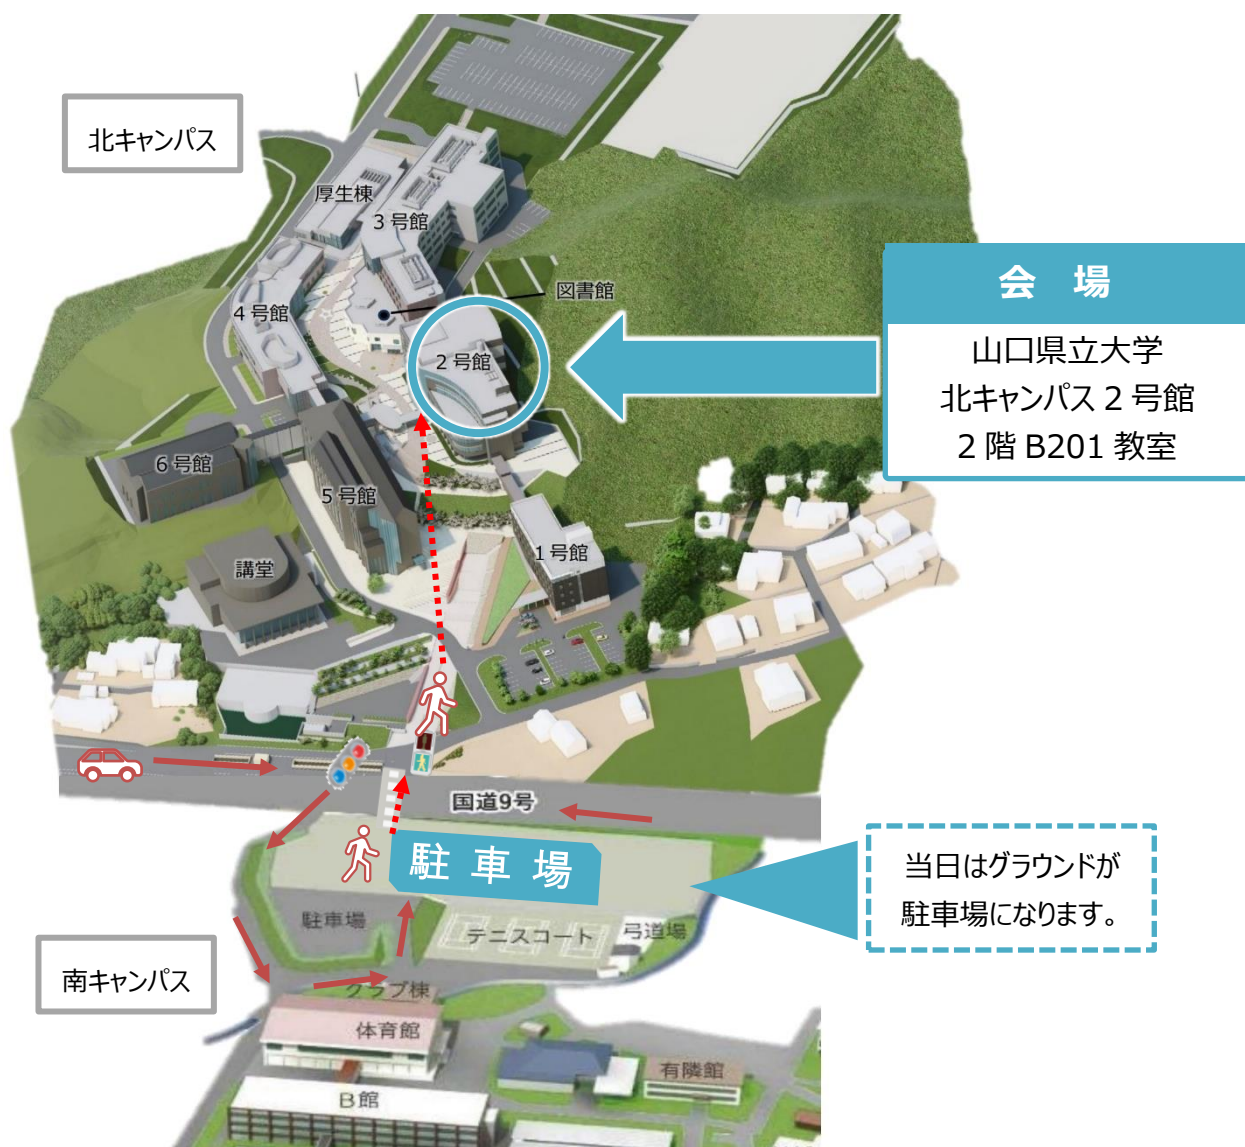 北キャンパス
厚生棟
3号館
図書館
4号館
2号館
会 場
山口県立大学
北キャンパス2号館
2階B201教室
6号館
5号館
1号館
講堂
国道9号
駐車場
当日はグラウンドが
駐車場になります。
駐車場
テニスコート
弓道場
南キャンパス
クラブ棟
体育館
有隣館
B館